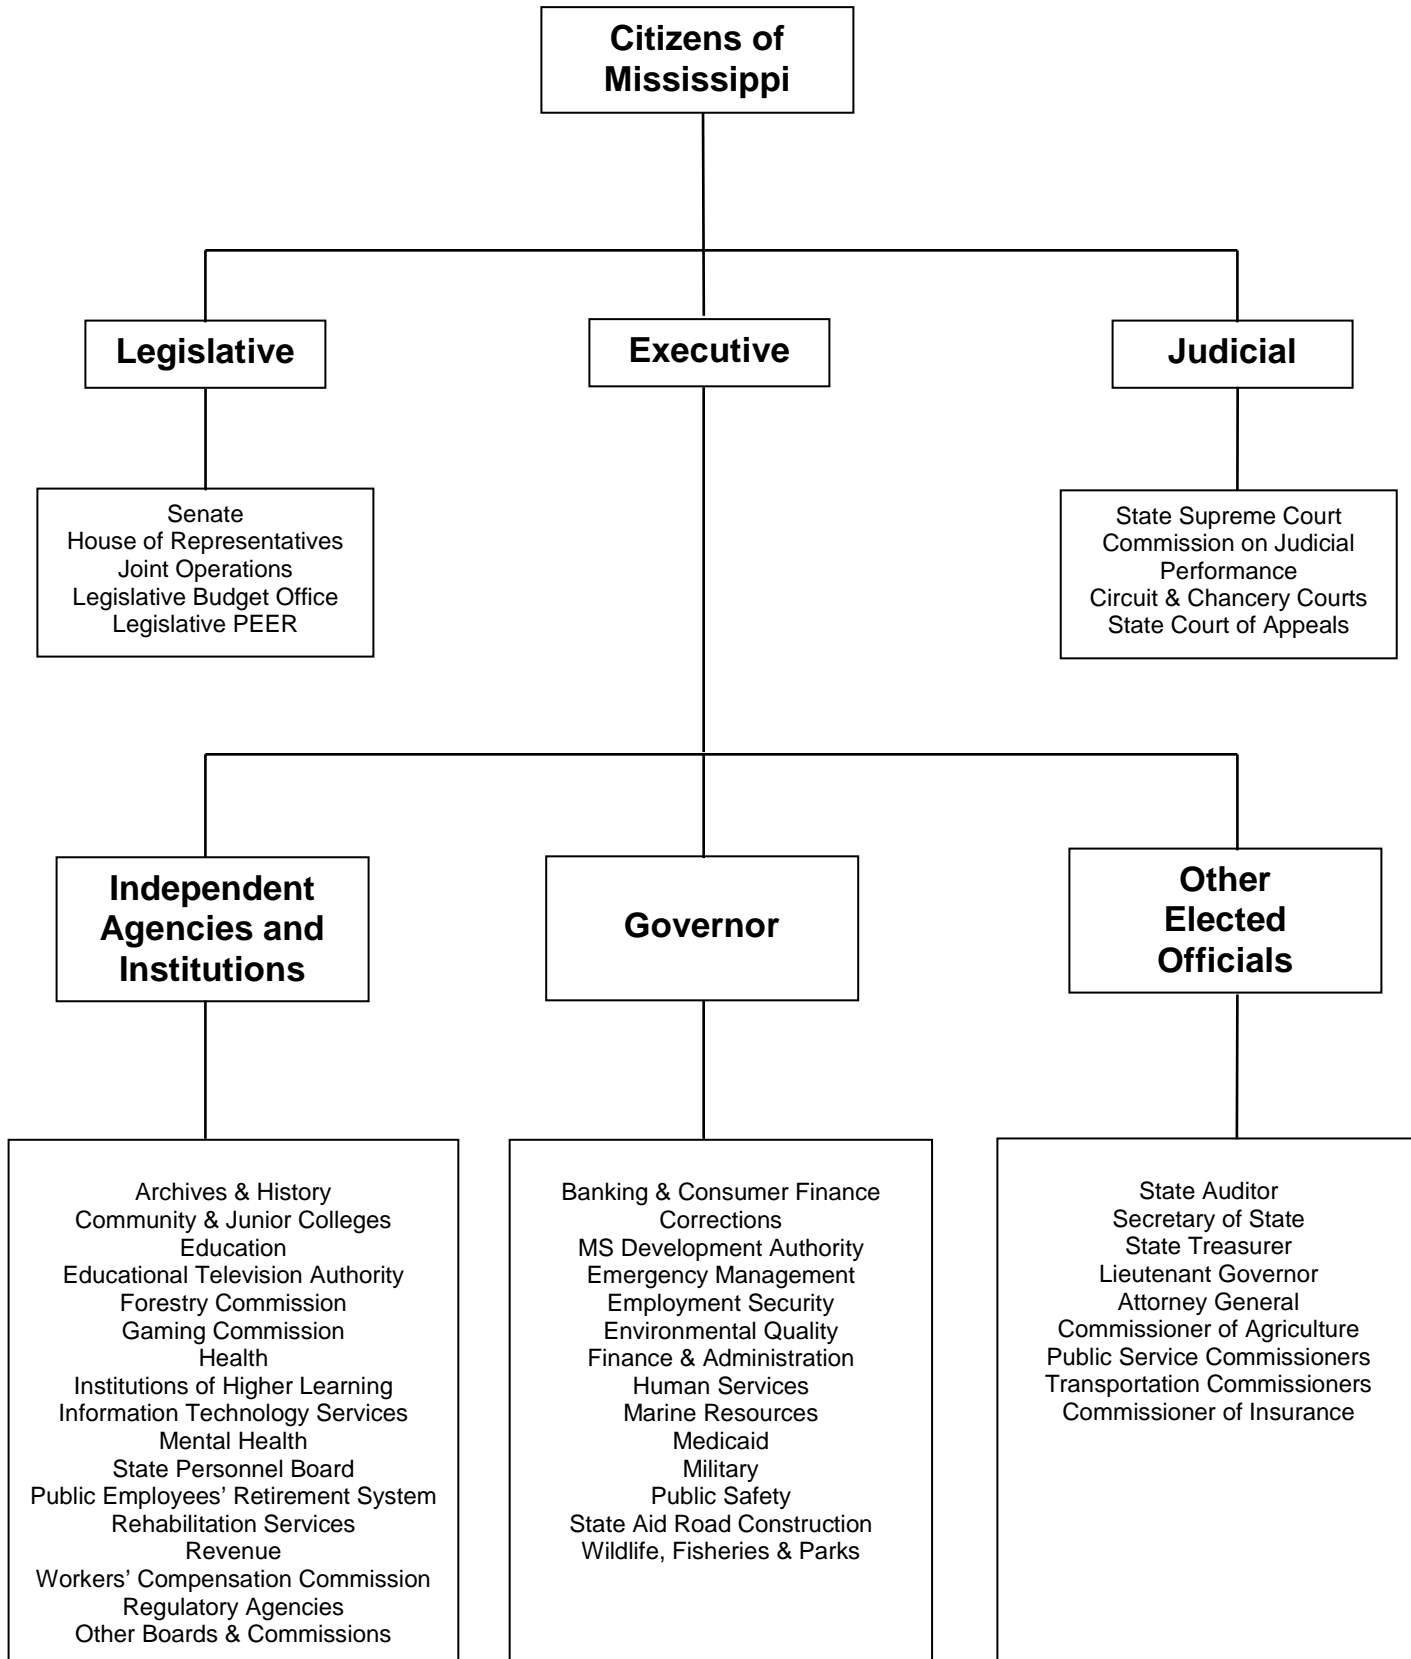 Citizens of
Mississippi
Legislative
Executive
Judicial
Senate
House of Representatives
Joint Operations
Legislative Budget Office
Legislative PEER
State Supreme Court
Commission on Judicial
Performance
Circuit & Chancery Courts
State Court of Appeals
Independent
Agencies and
Institutions
Governor
Other
Elected
Officials
Archives & History
Community & Junior Colleges
Education
Educational Television Authority
Forestry Commission
Gaming Commission
Health
Institutions of Higher Learning
Information Technology Services
Mental Health
State Personnel Board
Public Employees’ Retirement System
Rehabilitation Services
Revenue
Workers’ Compensation Commission
Regulatory Agencies
Other Boards & Commissions
Banking & Consumer Finance
Corrections
MS Development Authority
Emergency Management
Employment Security
Environmental Quality
Finance & Administration
Human Services
Marine Resources
Medicaid
Military
Public Safety
State Aid Road Construction
Wildlife, Fisheries & Parks
State Auditor
Secretary of State
State Treasurer
Lieutenant Governor
Attorney General
Commissioner of Agriculture
Public Service Commissioners
Transportation Commissioners
Commissioner of Insurance